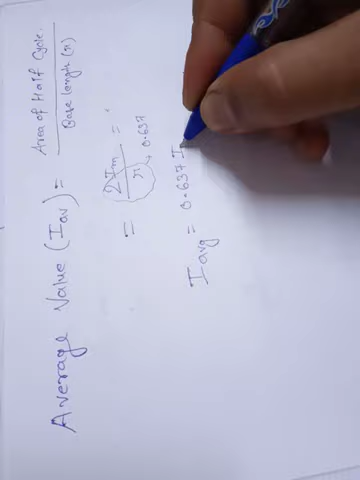 Average Value (Iav) = Area of Half Cycle. / Base length (π)
= (2Im / π) =
→ 0.637
Iavg = 0.637 I